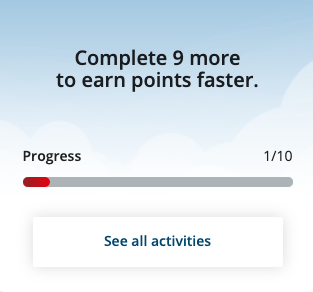 Complete 9 more
to earn points faster.
Progress 1/10
See all activities